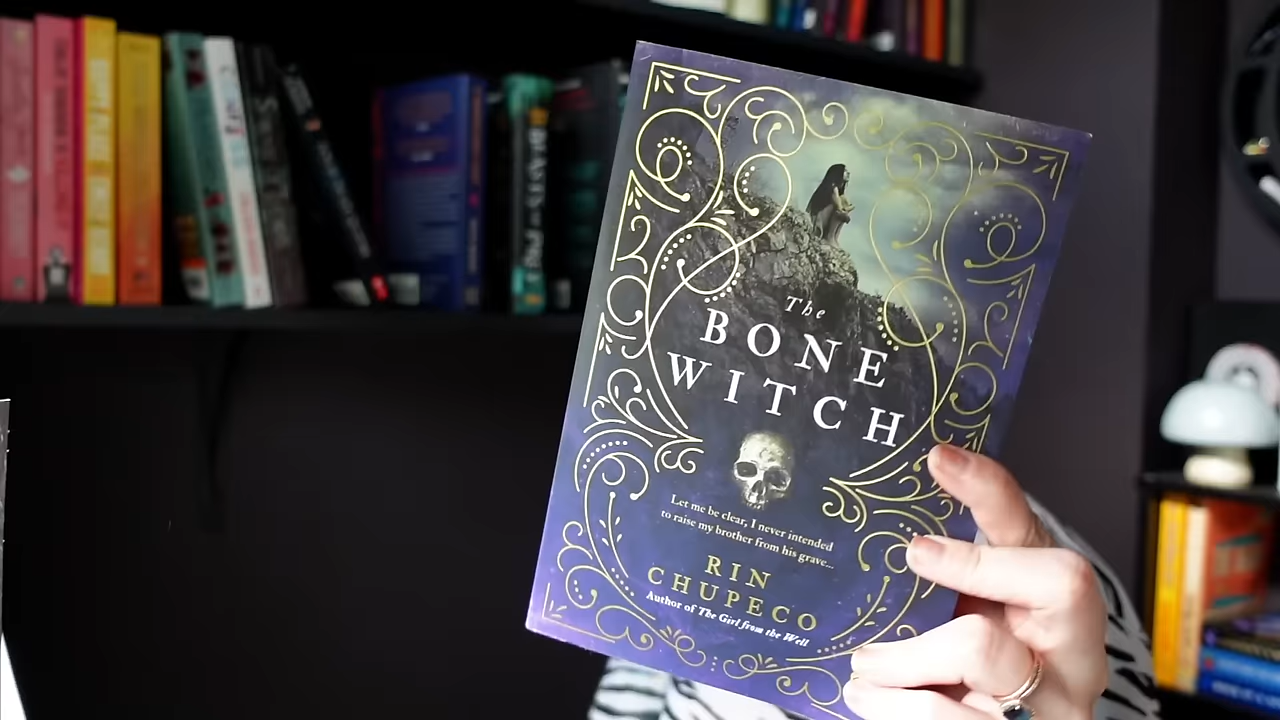 The
BONE
WITCH
Let me be clear, I never intended
to raise my brother from his grave...
RIN
CHUPECO
Author of The Girl from the Well